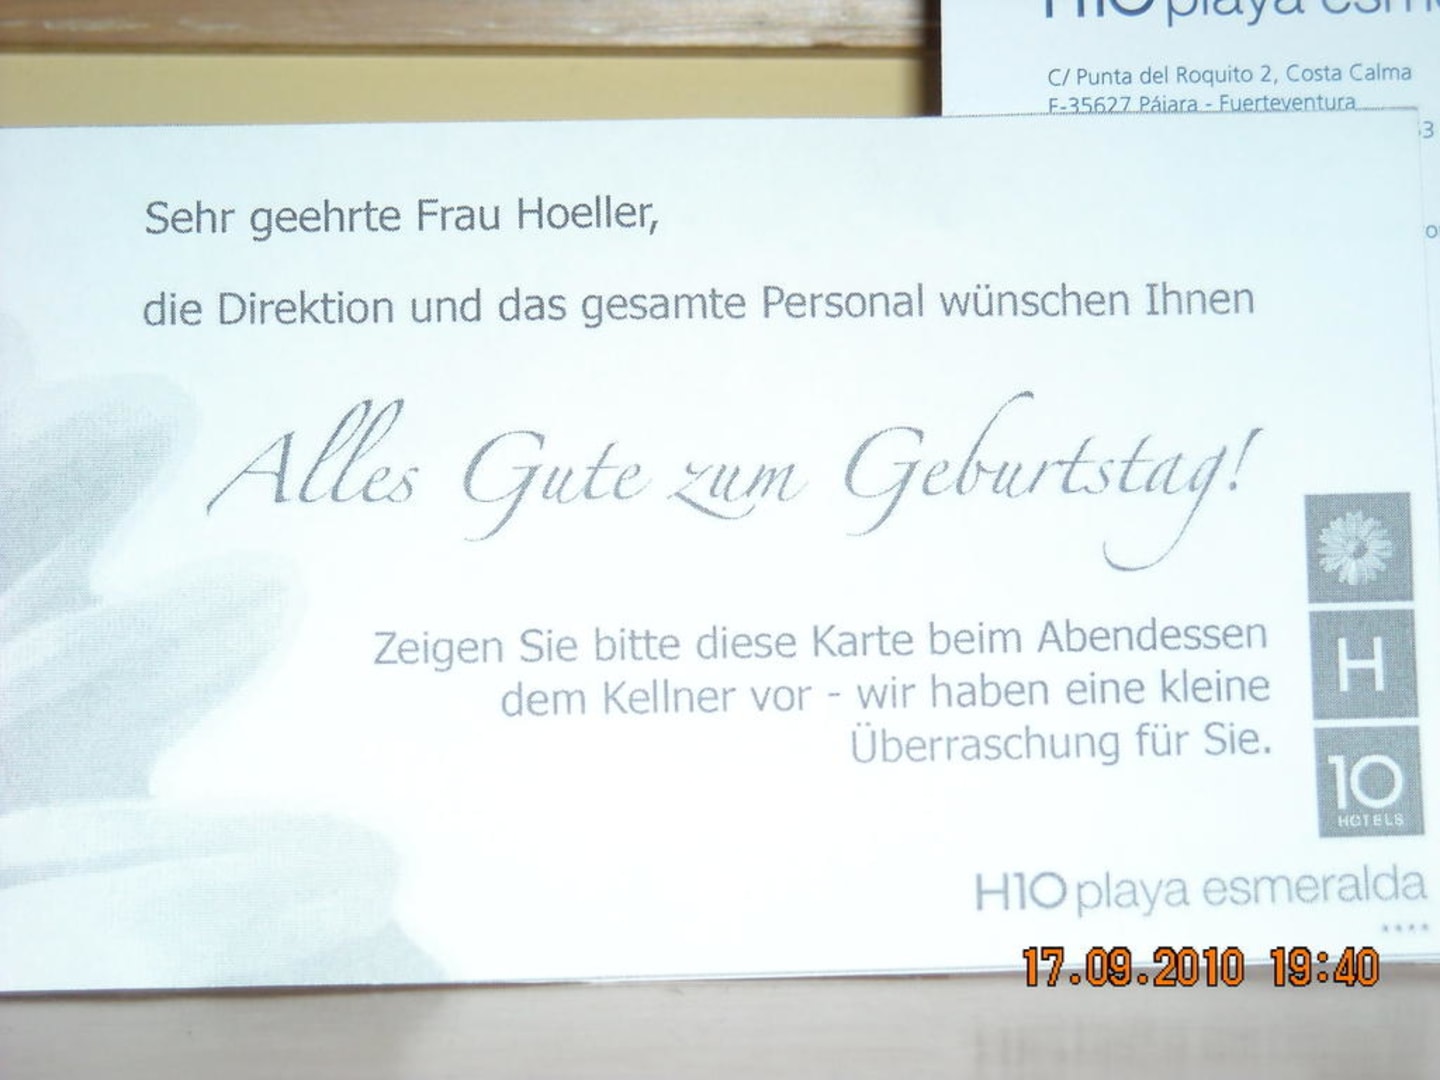 H10 playa
C/ Punta del Roquito 2, Costa Calma
E-35627 Pájara - Fuerteventura
Sehr geehrte Frau Hoeller,
die Direktion und das gesamte Personal wünschen Ihnen
Alles Gute zum Geburtstag!
Zeigen Sie bitte diese Karte beim Abendessen
dem Kellner vor - wir haben eine kleine
Überraschung für Sie.
H
10
HOTELS
H10 playa esmeralda
17.09.2010 19:40